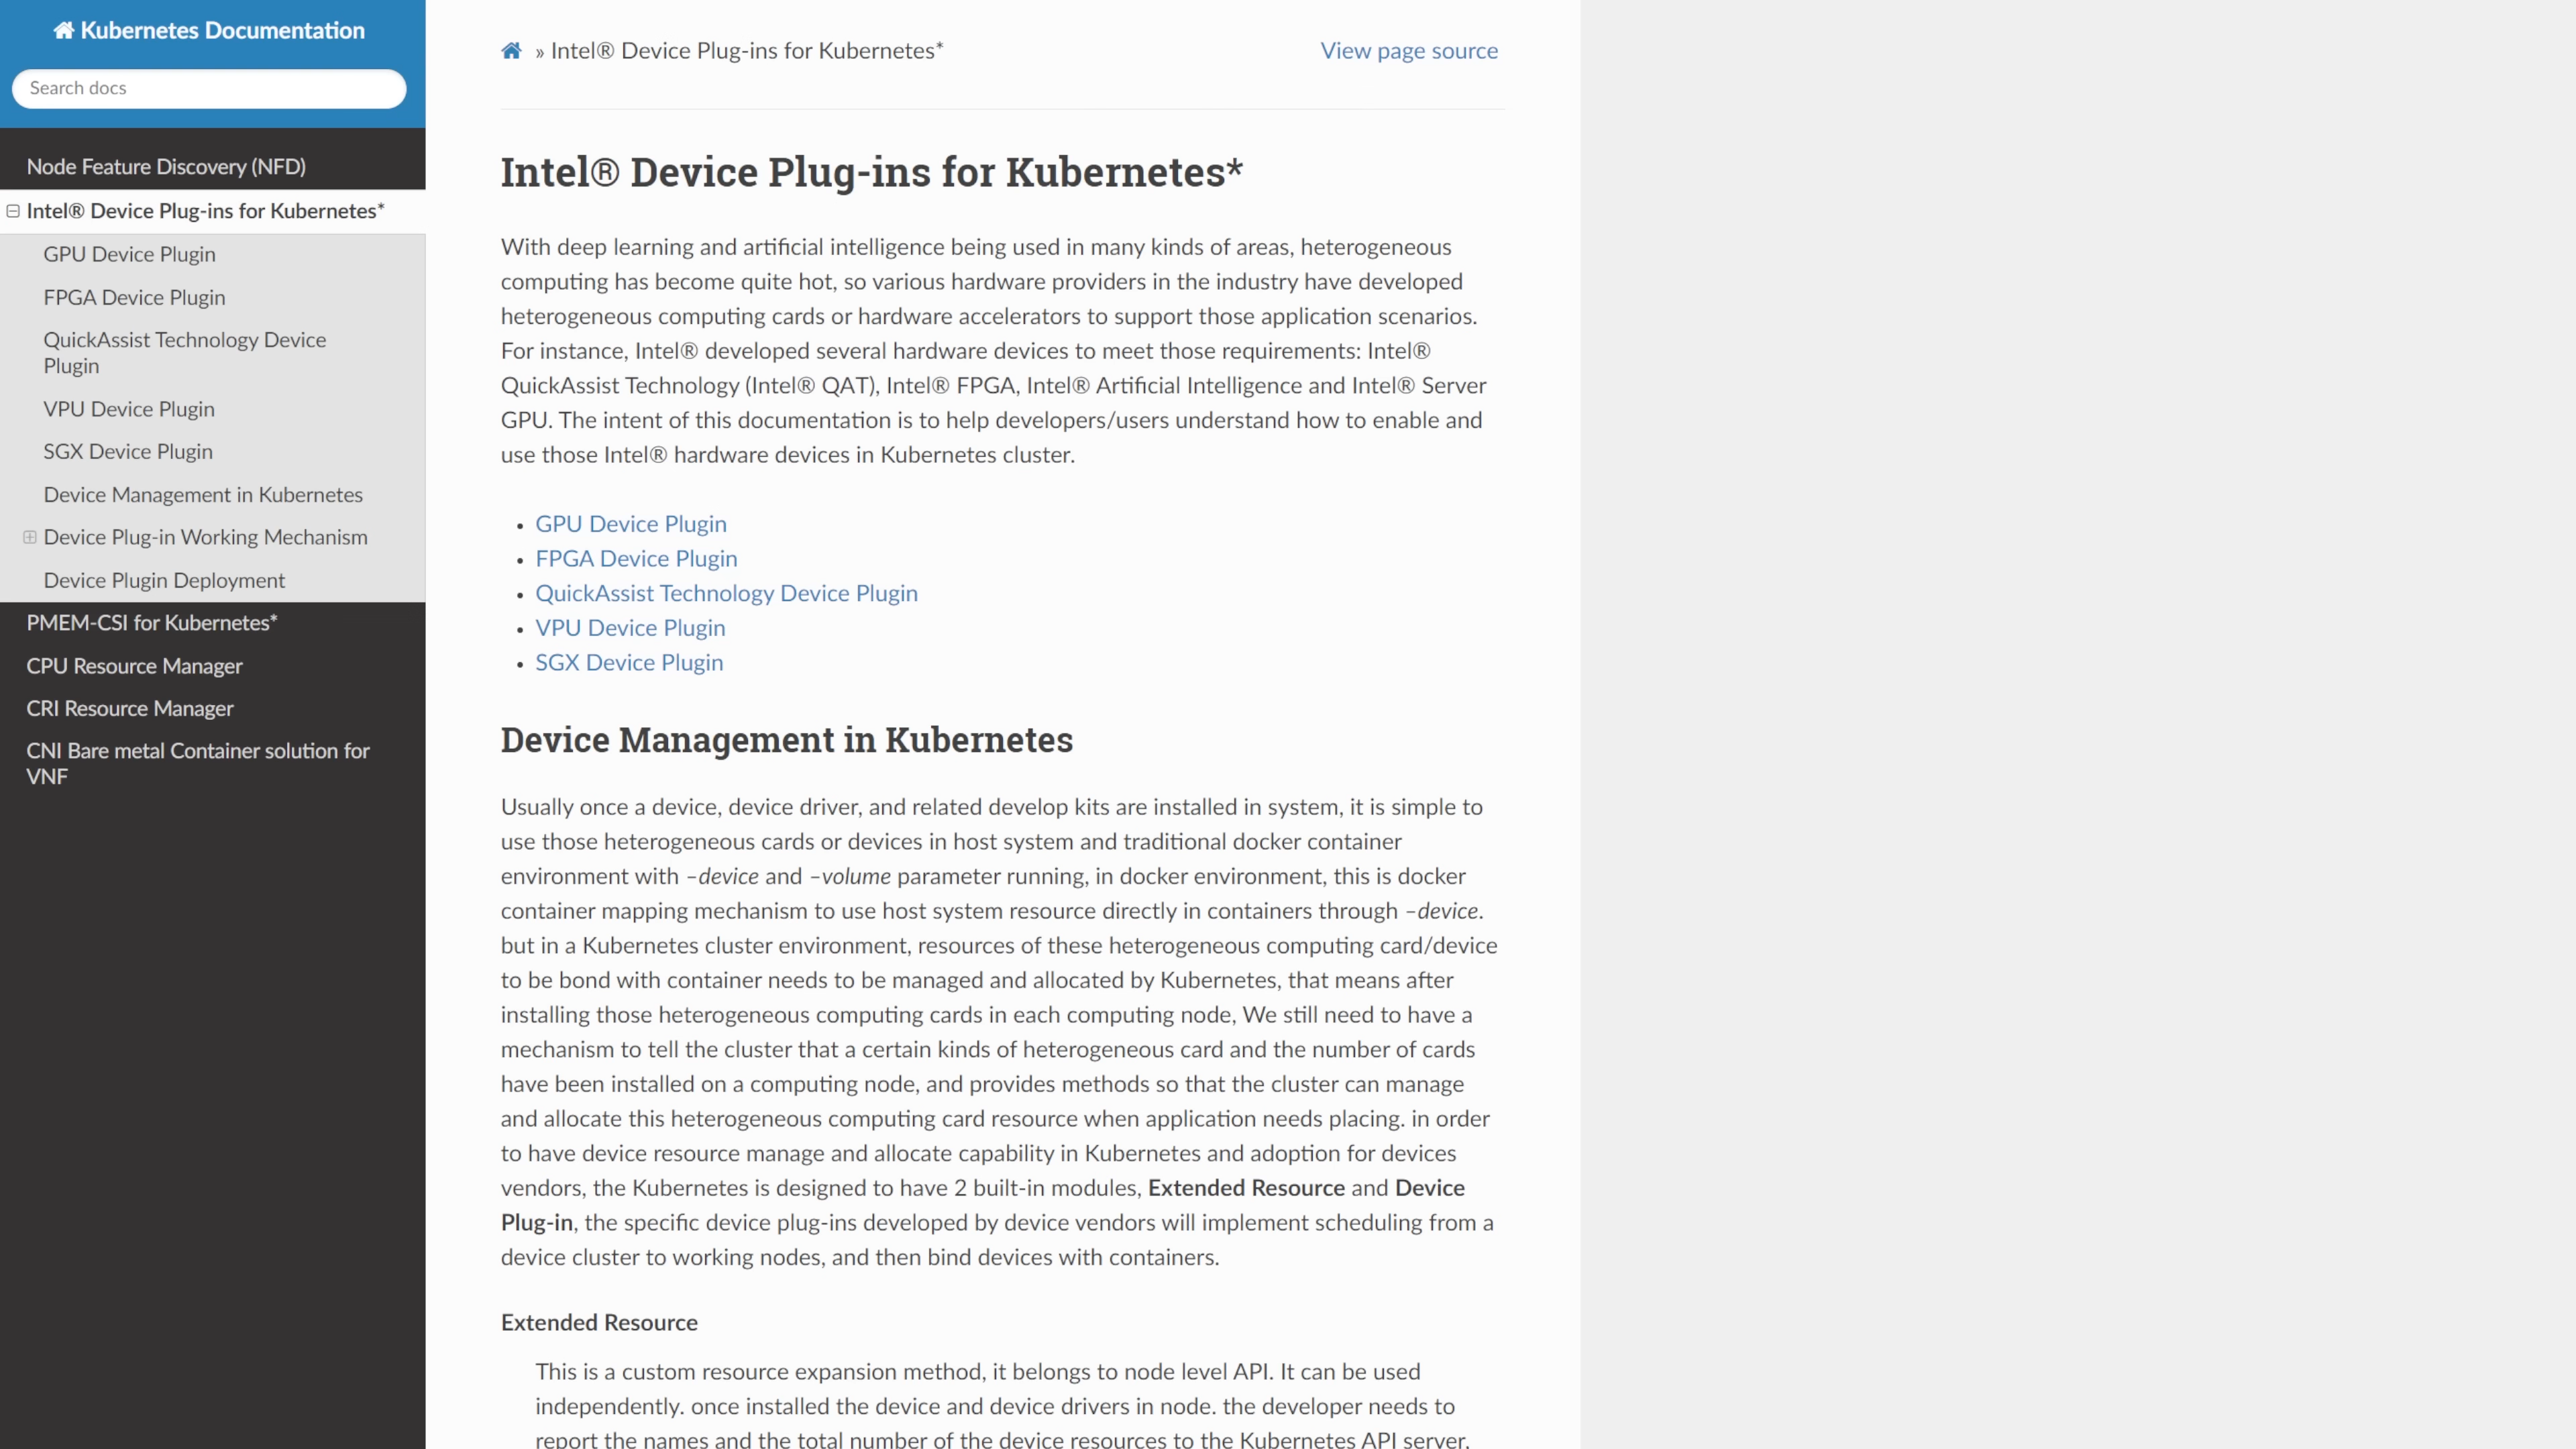 Kubernetes Documentation
Search docs
Node Feature Discovery (NFD)
Intel® Device Plug-ins for Kubernetes*
GPU Device Plugin
FPGA Device Plugin
QuickAssist Technology Device
Plugin
VPU Device Plugin
SGX Device Plugin
Device Management in Kubernetes
Device Plug-in Working Mechanism
Device Plugin Deployment
PMEM-CSI for Kubernetes*
CPU Resource Manager
CRI Resource Manager
CNI Bare metal Container solution for
VNF
» Intel® Device Plug-ins for Kubernetes*
View page source
Intel® Device Plug-ins for Kubernetes*
With deep learning and artificial intelligence being used in many kinds of areas, heterogeneous
computing has become quite hot, so various hardware providers in the industry have developed
heterogeneous computing cards or hardware accelerators to support those application scenarios.
For instance, Intel® developed several hardware devices to meet those requirements: Intel®
QuickAssist Technology (Intel® QAT), Intel® FPGA, Intel® Artificial Intelligence and Intel® Server
GPU. The intent of this documentation is to help developers/users understand how to enable and
use those Intel® hardware devices in Kubernetes cluster.
• GPU Device Plugin
• FPGA Device Plugin
• QuickAssist Technology Device Plugin
• VPU Device Plugin
• SGX Device Plugin
Device Management in Kubernetes
Usually once a device, device driver, and related develop kits are installed in system, it is simple to
use those heterogeneous cards or devices in host system and traditional docker container
environment with –device and –volume parameter running, in docker environment, this is docker
container mapping mechanism to use host system resource directly in containers through –device.
but in a Kubernetes cluster environment, resources of these heterogeneous computing card/device
to be bond with container needs to be managed and allocated by Kubernetes, that means after
installing those heterogeneous computing cards in each computing node, We still need to have a
mechanism to tell the cluster that a certain kinds of heterogeneous card and the number of cards
have been installed on a computing node, and provides methods so that the cluster can manage
and allocate this heterogeneous computing card resource when application needs placing. in order
to have device resource manage and allocate capability in Kubernetes and adoption for devices
vendors, the Kubernetes is designed to have 2 built-in modules, Extended Resource and Device
Plug-in, the specific device plug-ins developed by device vendors will implement scheduling from a
device cluster to working nodes, and then bind devices with containers.
Extended Resource
This is a custom resource expansion method, it belongs to node level API. It can be used
independently. once installed the device and device drivers in node. the developer needs to
report the names and the total number of the device resources to the Kubernetes API server.